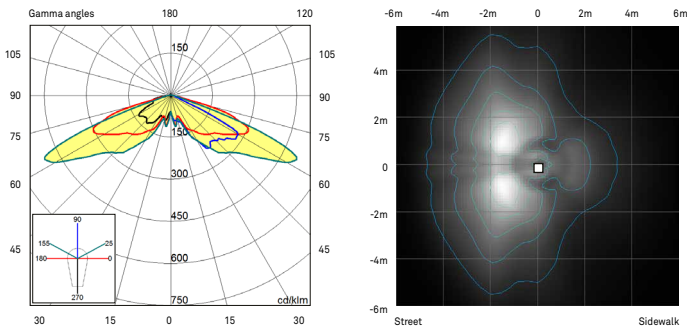 Gamma angles 180 120
105 105
90 90
75 75
60 60
45 45
30 15 0 15 30
150
150
300
450
600
750 cd/klm
90
155 25
180 0
270
-6m -4m -2m 0 2m 4m 6m
4m
2m
0
-2m
-4m
-6m
Street Sidewalk